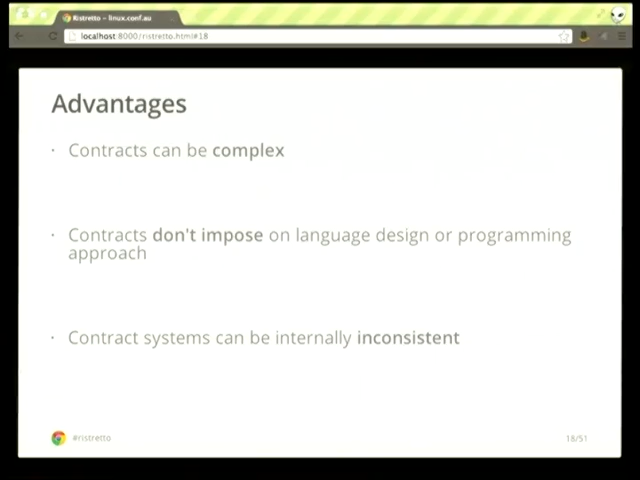 Ristretto – linux.conf.au
localhost:8000/ristretto.html#18
Advantages
· Contracts can be complex
· Contracts don't impose on language design or programming
approach
· Contract systems can be internally inconsistent
#ristretto
18/51